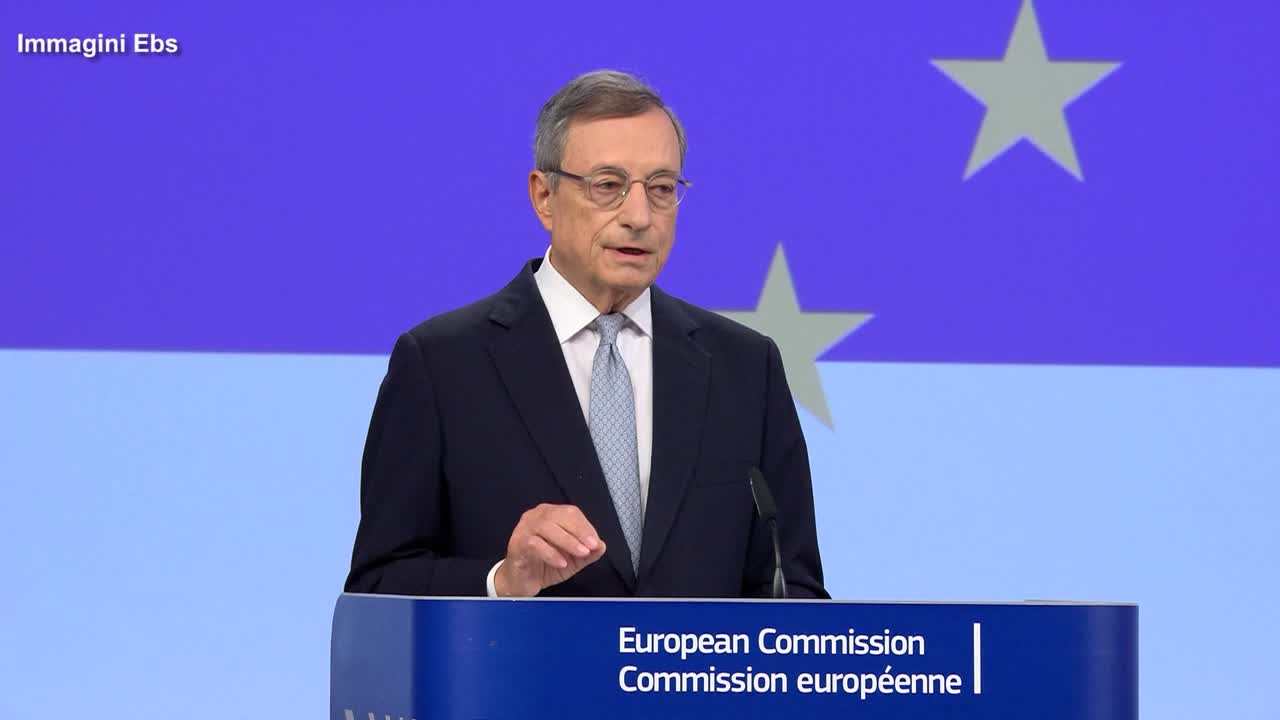 Immagini Ebs
European Commission
Commission européenne